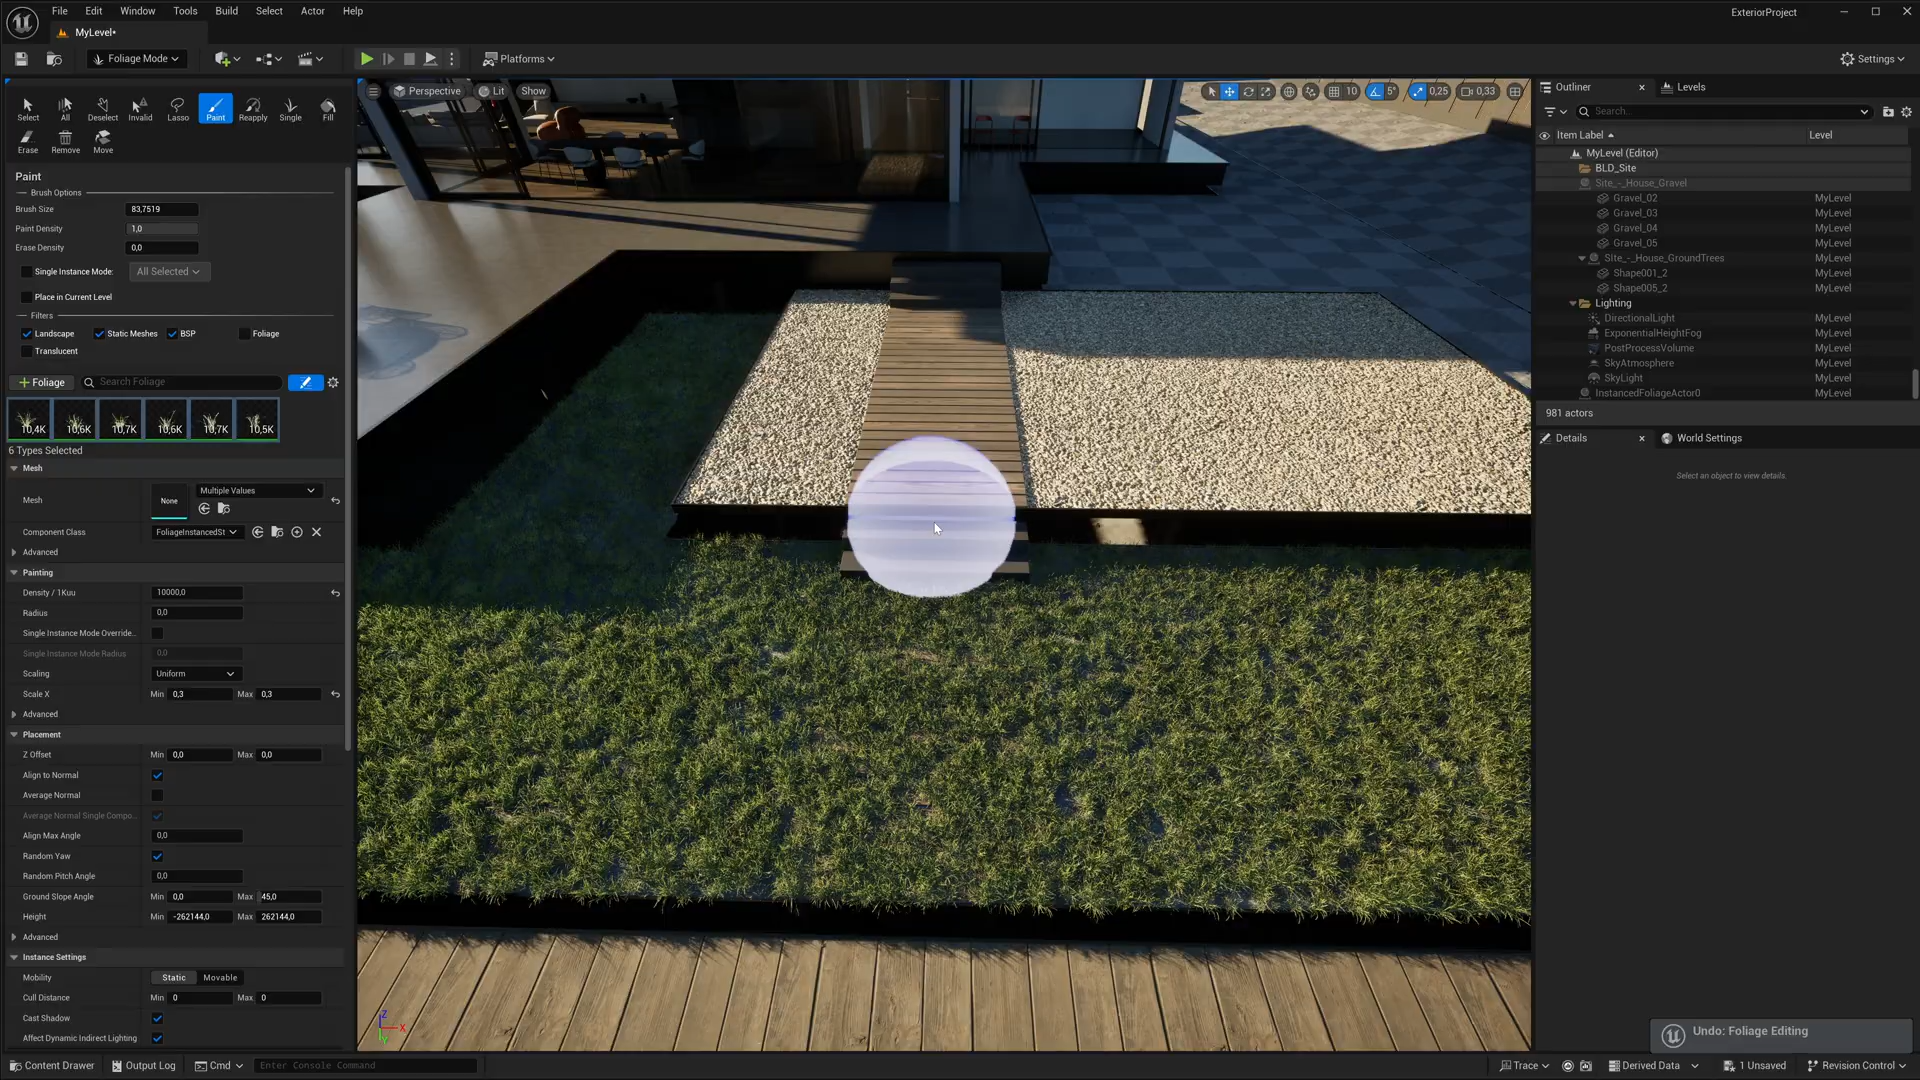 File Edit Window Tools Build Select Actor Help
ExteriorProject
MyLevel•
Foliage Mode
Platforms
Settings
Select All Deselect Invalid Lasso Paint Reapply Single Fill
Erase Remove Move
Paint
Brush Options
Brush Size 83,7519
Paint Density 1,0
Erase Density 0,0
Single Instance Mode: All Selected
Place in Current Level
Filters
Landscape Static Meshes BSP Foliage
Translucent
+ Foliage Search Foliage
10,4K 10,6K 10,7K 10,6K 10,7K 10,5K
6 Types Selected
Mesh
Mesh None Multiple Values
Component Class FoliageInstancedSt
Advanced
Painting
Density / 1Kuu 10000,0
Radius 0,0
Single Instance Mode Override..
Single Instance Mode Radius 0,0
Scaling Uniform
Scale X Min 0,3 Max 0,3
Advanced
Placement
Z Offset Min 0,0 Max 0,0
Align to Normal
Average Normal
Average Normal Single Compo..
Align Max Angle 0,0
Random Yaw
Random Pitch Angle 0,0
Ground Slope Angle Min 0,0 Max 45,0
Height Min -262144,0 Max 262144,0
Advanced
Instance Settings
Mobility Static Movable
Cull Distance Min 0 Max 0
Cast Shadow
Affect Dynamic Indirect Lighting
Perspective Lit Show
10 5° 0,25 0,33
Z X Y
Outliner Levels
Search...
Item Label Level
MyLevel (Editor)
BLD_Site
Site_-_House_Gravel
Gravel_02 MyLevel
Gravel_03 MyLevel
Gravel_04 MyLevel
Gravel_05 MyLevel
Site_-_House_GroundTrees MyLevel
Shape001_2 MyLevel
Shape005_2 MyLevel
Lighting
DirectionalLight MyLevel
ExponentialHeightFog MyLevel
PostProcessVolume MyLevel
SkyAtmosphere MyLevel
SkyLight MyLevel
InstancedFoliageActor0 MyLevel
981 actors
Details World Settings
Select an object to view details.
Undo: Foliage Editing
Content Drawer Output Log Cmd Enter Console Command
Trace Derived Data 1 Unsaved Revision Control